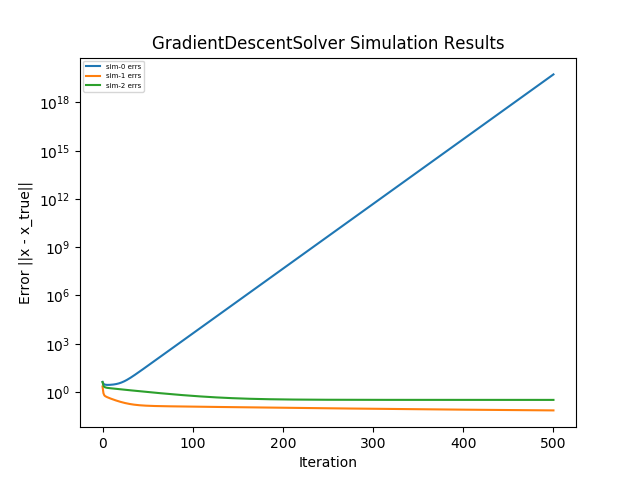 GradientDescentSolver Simulation Results
sim-0 errs
sim-1 errs
sim-2 errs
Error ||x - x_true||
10^18
10^15
10^12
10^9
10^6
10^3
10^0
0 100 200 300 400 500
Iteration